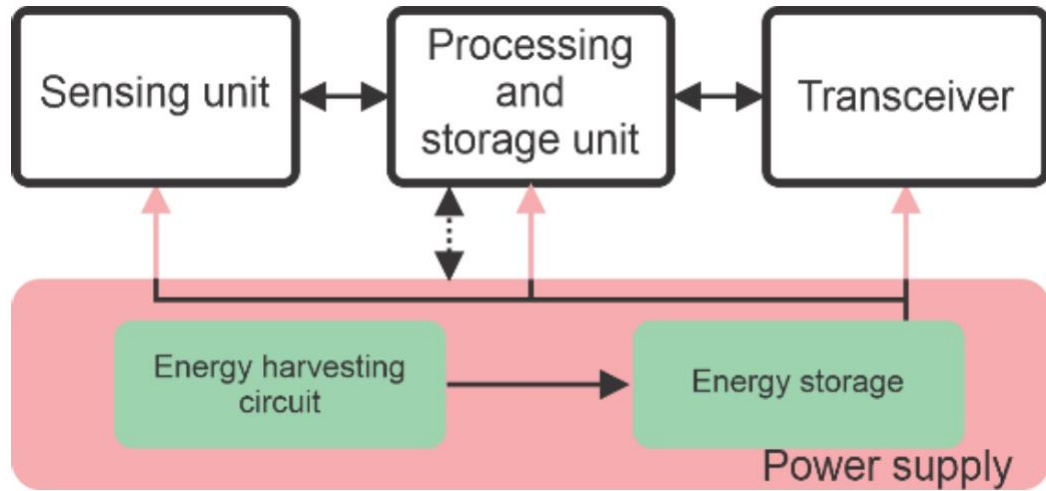 Sensing unit
Processing
and
storage unit
Transceiver
Energy harvesting
circuit
Energy storage
Power supply